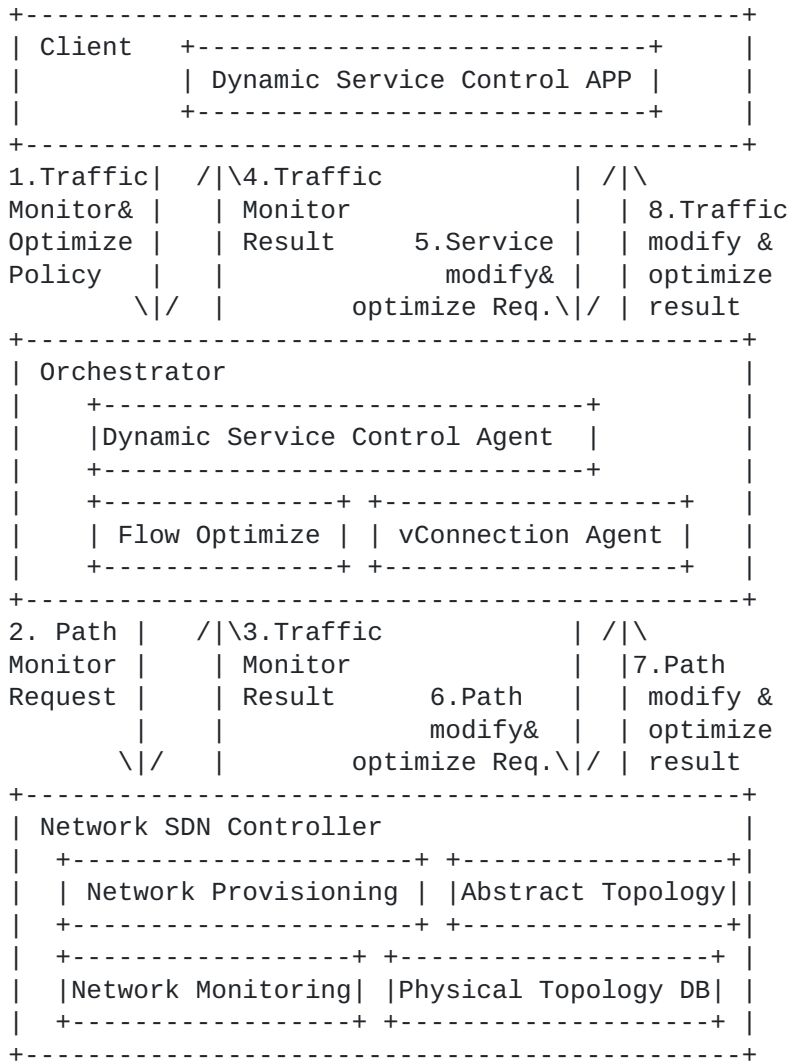 +----------------------------------------------+
| Client   +-----------------------------+     |
|          | Dynamic Service Control APP |     |
|          +-----------------------------+     |
+----------------------------------------------+
1.Traffic|  /|\4.Traffic            | /|\
Monitor& |   | Monitor              |  | 8.Traffic
Optimize |   | Result     5.Service |  | modify &
Policy   |   |              modify& |  | optimize
        \|/  |        optimize Req.\|/ | result
+----------------------------------------------+
| Orchestrator                                 |
|    +-------------------------------+         |
|    |Dynamic Service Control Agent  |         |
|    +-------------------------------+         |
|    +---------------+ +-------------------+   |
|    | Flow Optimize | | vConnection Agent |   |
|    +---------------+ +-------------------+   |
+----------------------------------------------+
2. Path |   /|\3.Traffic            | /|\
Monitor |    | Monitor              |  |7.Path
Request |    | Result      6.Path   |  | modify &
        |    |             modify&  |  | optimize
       \|/   |        optimize Req.\|/ | result
+----------------------------------------------+
| Network SDN Controller                       |
|  +----------------------+ +-----------------+|
|  | Network Provisioning | |Abstract Topology||
|  +----------------------+ +-----------------+|
|  +------------------+ +--------------------+ |
|  |Network Monitoring| |Physical Topology DB| |
|  +------------------+ +--------------------+ |
+----------------------------------------------+